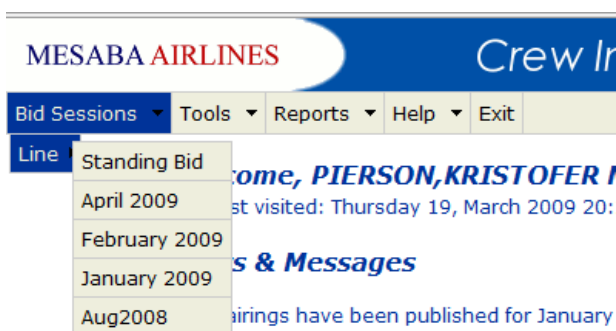 MESABA AIRLINES
Crew
Bid Sessions Tools Reports Help Exit
Line
Standing Bid
April 2009
February 2009
January 2009
Aug2008
come, PIERSON,KRISTOFER
st visited: Thursday 19, March 2009 20:
s & Messages
airings have been published for January